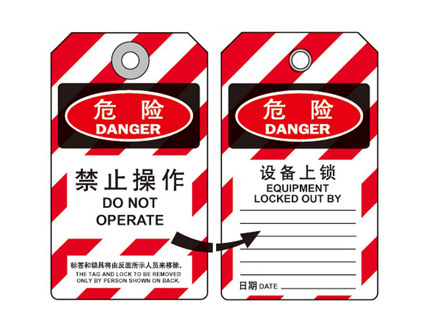 危 险
DANGER
禁止操作
DO NOT
OPERATE
标签和锁具将由反面所示人员来移除。
THE TAG AND LOCK TO BE REMOVED
ONLY BY PERSON SHOWN ON BACK.
危 险
DANGER
设备上锁
EQUIPMENT
LOCKED OUT BY
日期 DATE